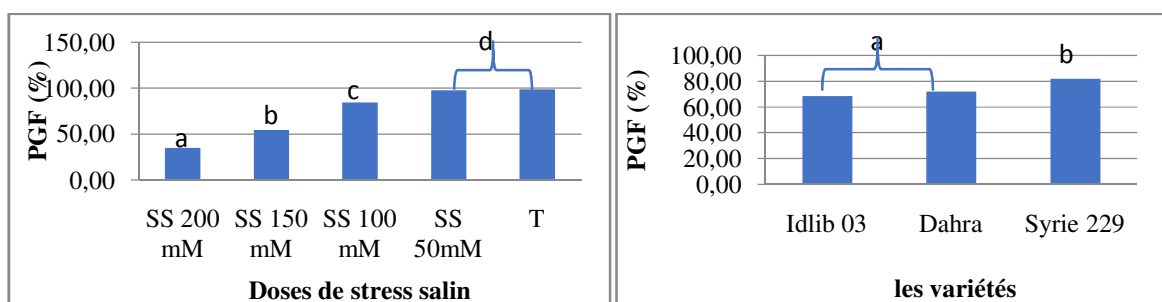 PGF (%)
150,00
100,00
50,00
0,00
a
b
c
d
SS 200 mM
SS 150 mM
SS 100 mM
SS 50mM
T
Doses de stress salin
PGF (%)
100,00
80,00
60,00
40,00
20,00
0,00
a
b
Idlib 03
Dahra
Syrie 229
les variétés